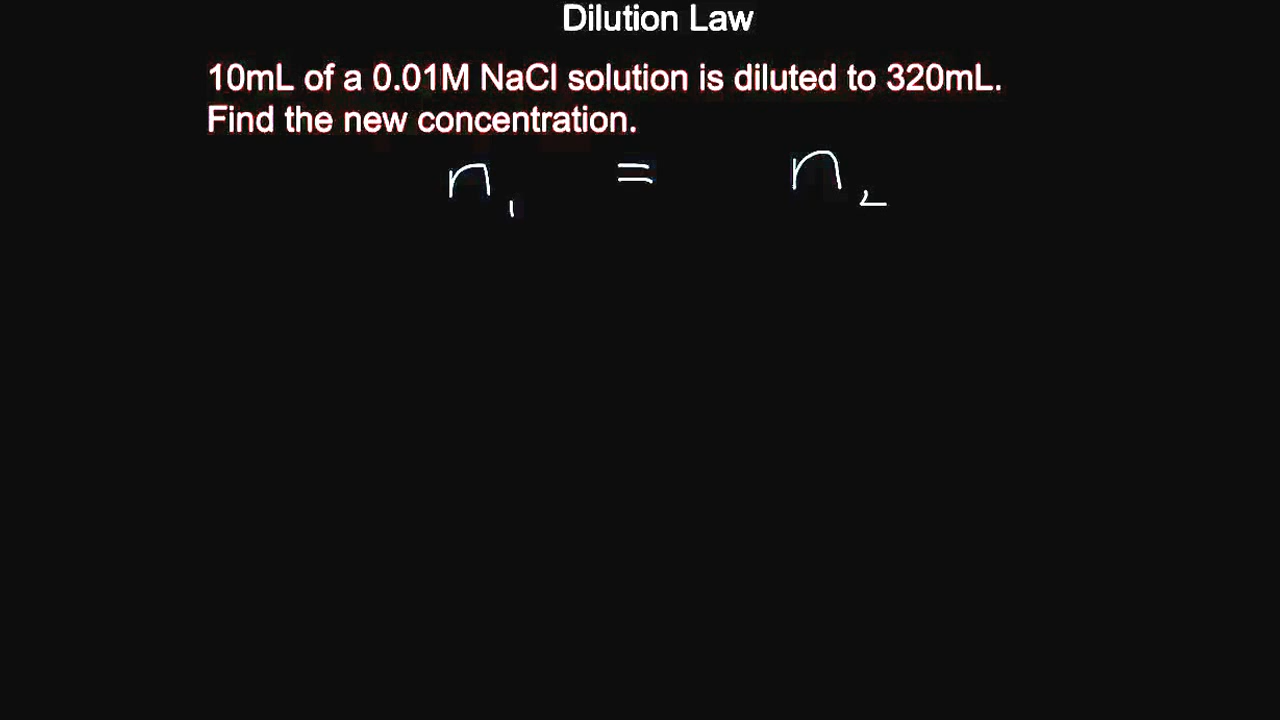 Dilution Law
10mL of a 0.01M NaCl solution is diluted to 320mL.
Find the new concentration.
n₁ = n₂